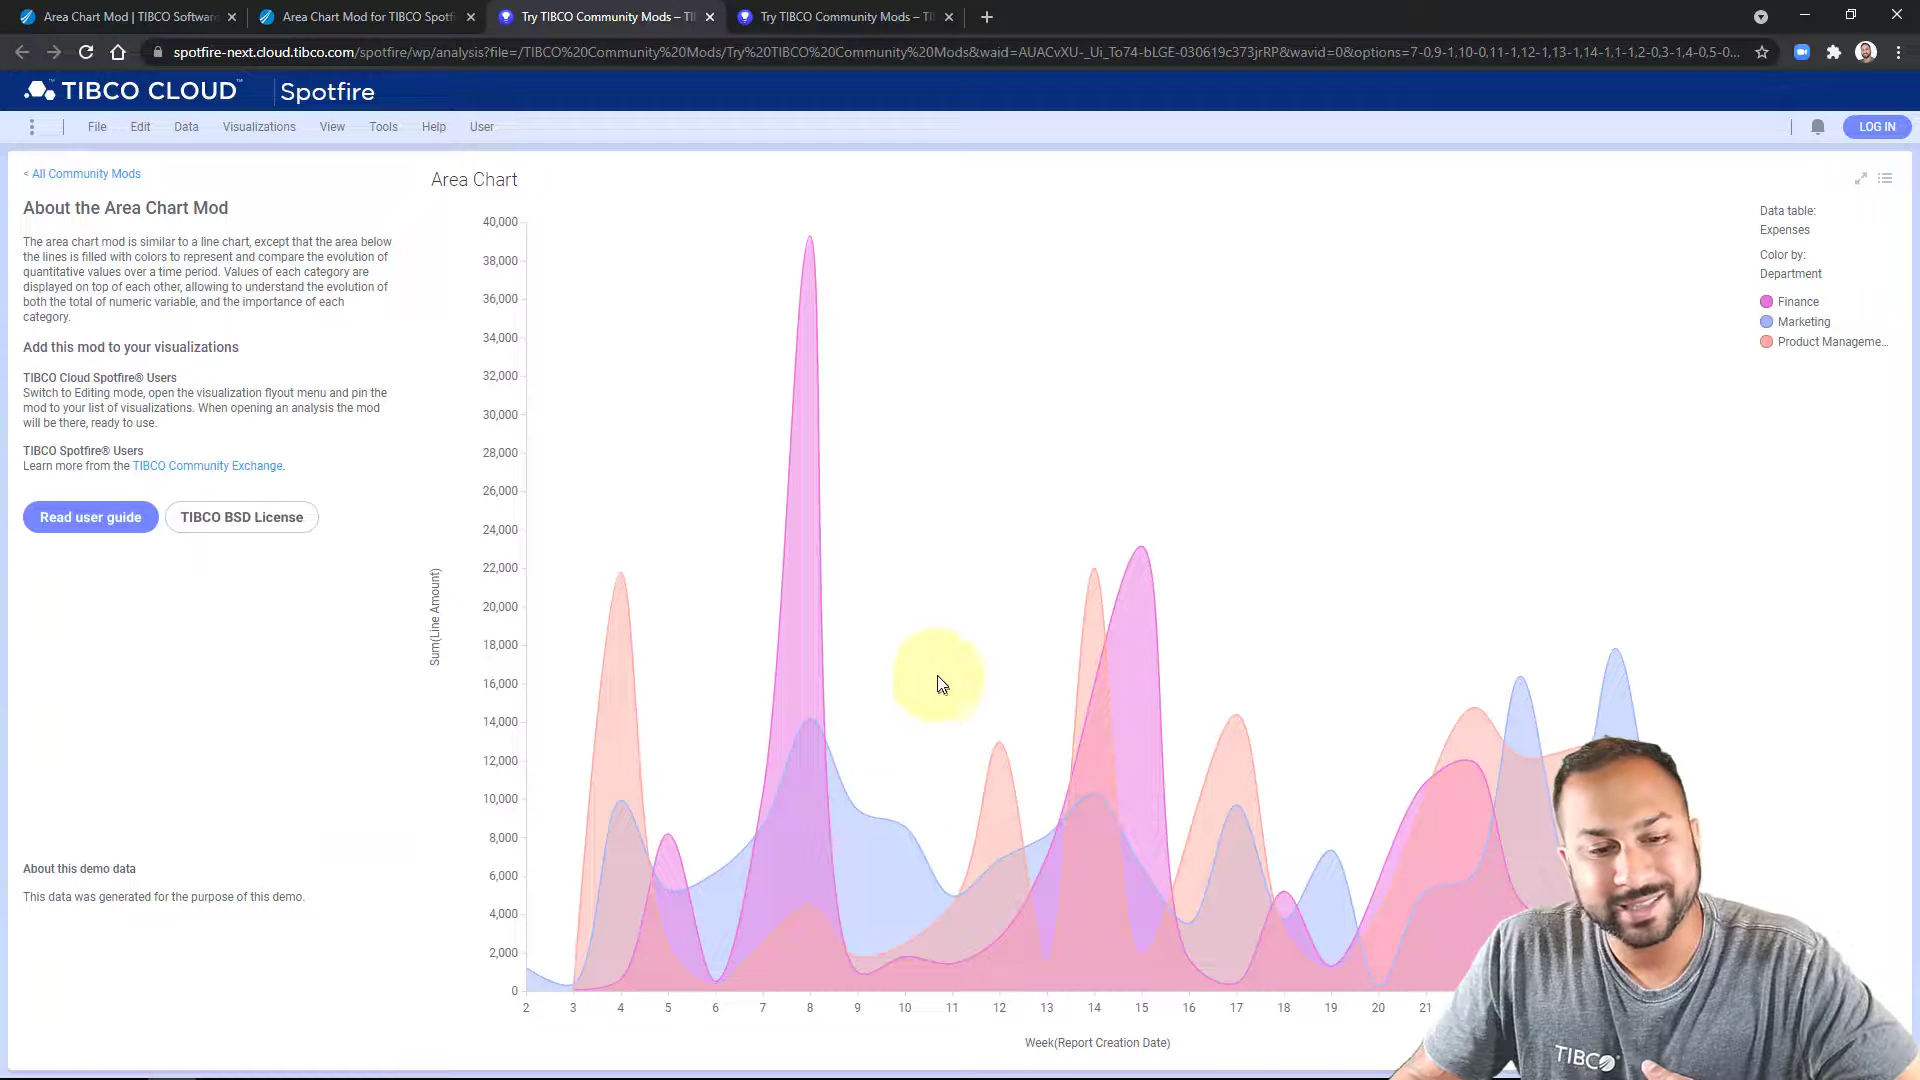 Area Chart Mod | TIBCO Software
Area Chart Mod for TIBCO Spotfi
Try TIBCO Community Mods – TI
Try TIBCO Community Mods – TI
spotfire-next.cloud.tibco.com/spotfire/wp/analysis?file=/TIBCO%20Community%20Mods/Try%20TIBCO%20Community%20Mods&waid=AUACvXU-_Ui_To74-bLGE-030619c373jrRP&wavid=0&options=7-0,9-1,10-0,11-1,12-1,13-1,14-1,1-1,2-0,3-1,4-0,5-0...
TIBCO CLOUD™ Spotfire
File Edit Data Visualizations View Tools Help User
LOG IN
< All Community Mods
About the Area Chart Mod
The area chart mod is similar to a line chart, except that the area below
the lines is filled with colors to represent and compare the evolution of
quantitative values over a time period. Values of each category are
displayed on top of each other, allowing to understand the evolution of
both the total of numeric variable, and the importance of each
category.
Add this mod to your visualizations
TIBCO Cloud Spotfire® Users
Switch to Editing mode, open the visualization flyout menu and pin the
mod to your list of visualizations. When opening an analysis the mod
will be there, ready to use.
TIBCO Spotfire® Users
Learn more from the TIBCO Community Exchange.
Read user guide
TIBCO BSD License
About this demo data
This data was generated for the purpose of this demo.
Area Chart
40,000
38,000
36,000
34,000
32,000
30,000
28,000
26,000
24,000
22,000
20,000
18,000
16,000
14,000
12,000
10,000
8,000
6,000
4,000
2,000
0
Sum(Line Amount)
2 3 4 5 6 7 8 9 10 11 12 13 14 15 16 17 18 19 20 21
Week(Report Creation Date)
Data table:
Expenses
Color by:
Department
Finance
Marketing
Product Manageme...
TIBCO